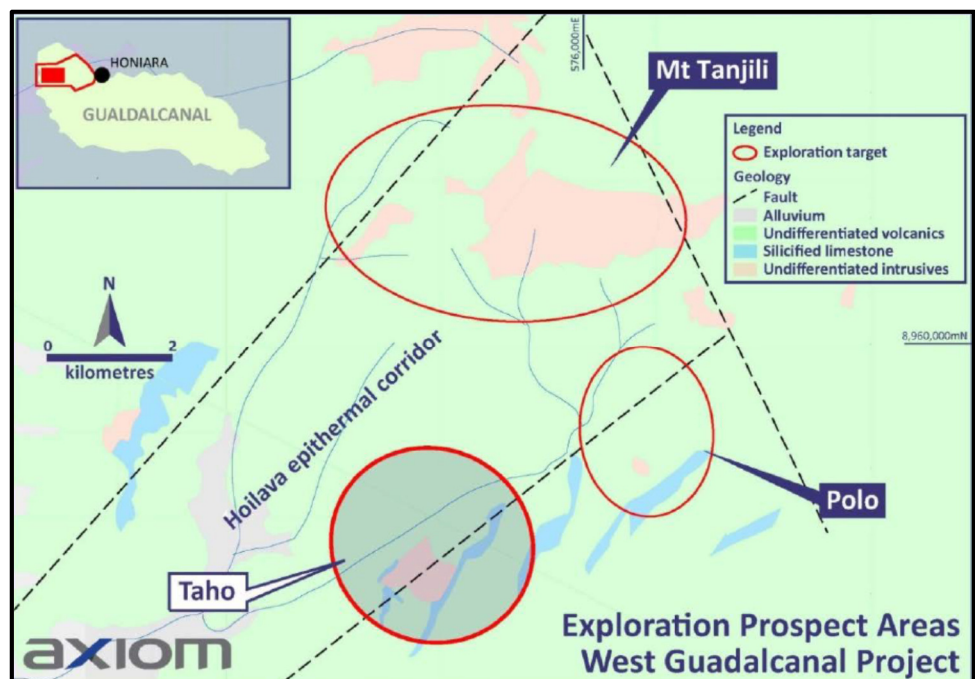 HONIARA
GUALDALCANAL
576,000mE
Mt Tanjili
Legend
Exploration target
Geology
Fault
Alluvium
Undifferentiated volcanics
Silicified limestone
Undifferentiated intrusives
N
0 2
kilometres
8,960,000mN
Hoilava epithermal corridor
Polo
Taho
axiom
Exploration Prospect Areas
West Guadalcanal Project